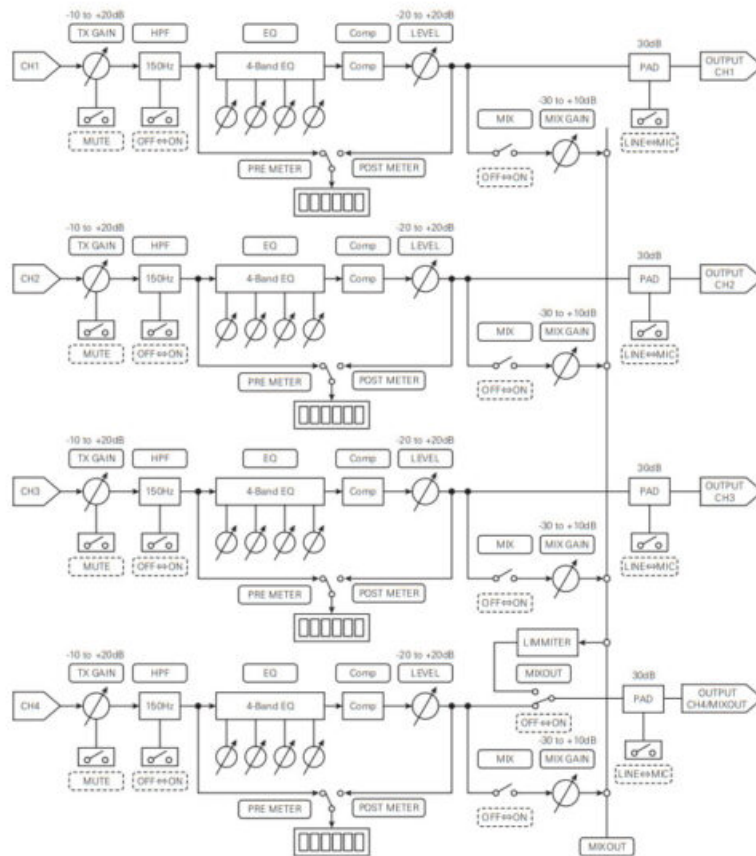 -10 to +20dB
-20 to +20dB
TX GAIN
HPF
EQ
Comp
LEVEL
30dB
CH1
150Hz
4-Band EQ
Comp
PAD
OUTPUT
CH1
MIX
-30 to +10dB
MIX GAIN
MUTE
OFF⇔ON
LINE⇔MIC
PRE METER
POST METER
OFF⇔ON
-10 to +20dB
-20 to +20dB
TX GAIN
HPF
EQ
Comp
LEVEL
30dB
CH2
150Hz
4-Band EQ
Comp
PAD
OUTPUT
CH2
MIX
-30 to +10dB
MIX GAIN
MUTE
OFF⇔ON
LINE⇔MIC
PRE METER
POST METER
OFF⇔ON
-10 to +20dB
-20 to +20dB
TX GAIN
HPF
EQ
Comp
LEVEL
30dB
CH3
150Hz
4-Band EQ
Comp
PAD
OUTPUT
CH3
MIX
-30 to +10dB
MIX GAIN
MUTE
OFF⇔ON
LINE⇔MIC
PRE METER
POST METER
OFF⇔ON
LIMMITER
-10 to +20dB
-20 to +20dB
TX GAIN
HPF
EQ
Comp
LEVEL
MIXOUT
30dB
CH4
150Hz
4-Band EQ
Comp
PAD
OUTPUT
CH4/MIXOUT
OFF⇔ON
MIX
-30 to +10dB
MIX GAIN
MUTE
OFF⇔ON
LINE⇔MIC
PRE METER
POST METER
OFF⇔ON
MIXOUT